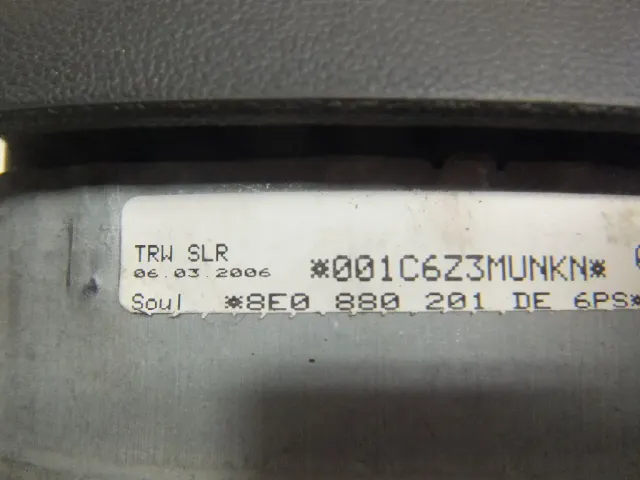 TRW SLR
06.03.2006
*001C6Z3MUNKN*
Soul *8E0 880 201 DE 6PS*